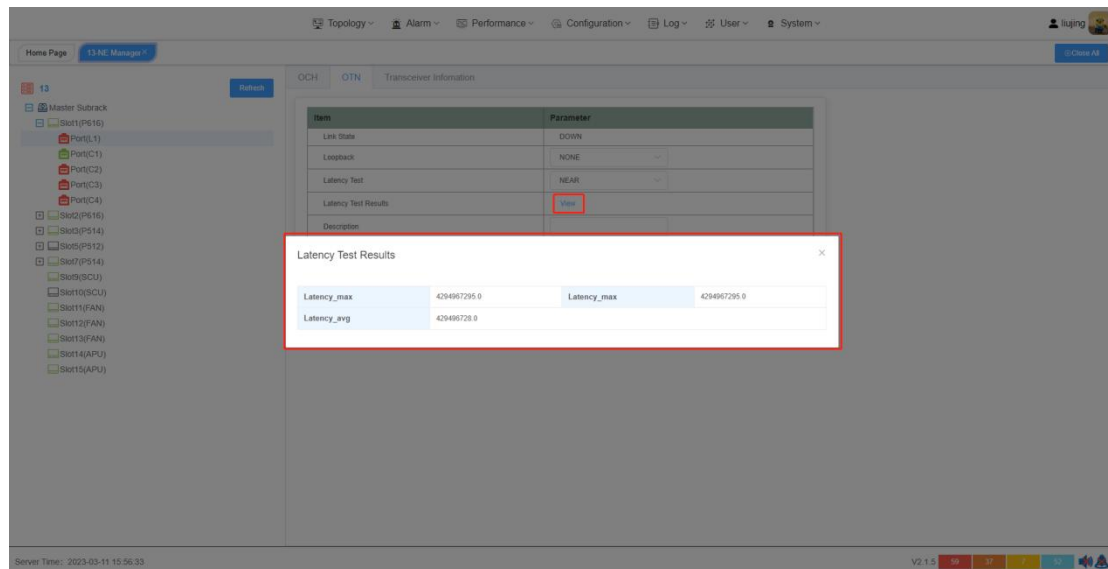 Topology Alarm Performance Configuration Log User System liujing
Home Page 13-NE Manager × Close All
13 Refresh
OCH OTN Transceiver Infomation
Master Subrack
Slot1(P616)
Port(L1)
Port(C1)
Port(C2)
Port(C3)
Port(C4)
Slot2(P616)
Slot3(P514)
Slot5(P512)
Slot7(P514)
Slot9(SCU)
Slot10(SCU)
Slot11(FAN)
Slot12(FAN)
Slot13(FAN)
Slot14(APU)
Slot15(APU)
Item Parameter
Link State DOWN
Loopback NONE
Latency Test NEAR
Latency Test Results View
Description
Latency Test Results ×
Latency_max 4294967295.0 Latency_max 4294967295.0
Latency_avg 429496728.0
Server Time: 2023-03-11 15:56:33 V2.1.5 59 37 7 52